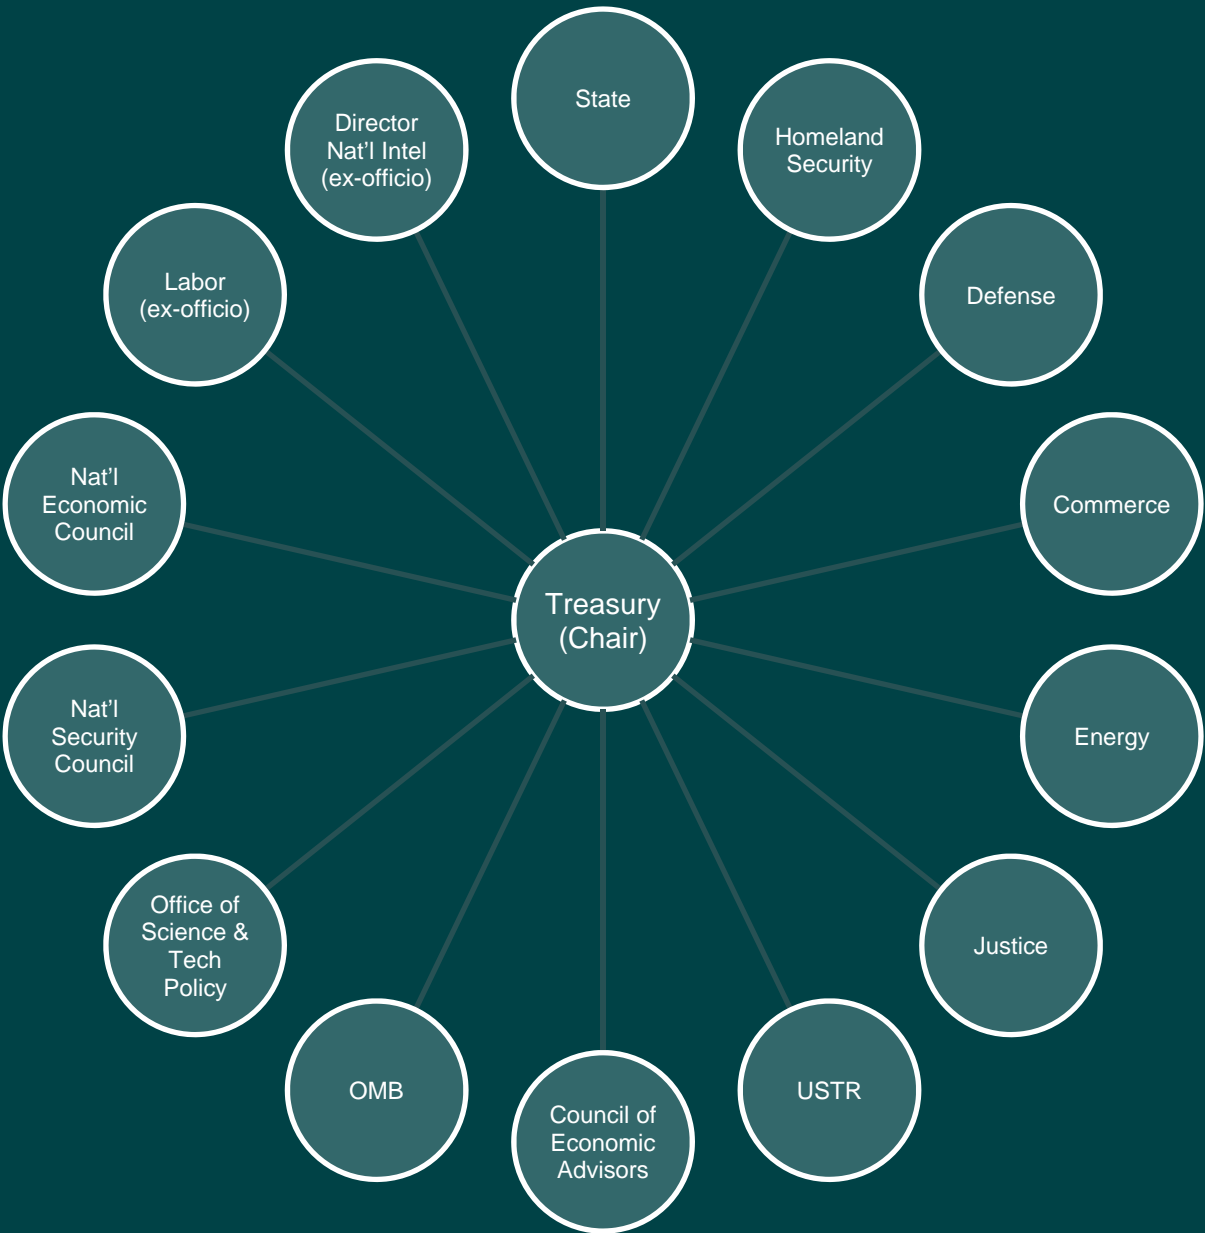 State
Homeland
Security
Defense
Commerce
Energy
Justice
USTR
Council of
Economic
Advisors
OMB
Office of
Science &
Tech
Policy
Nat’l
Security
Council
Nat’l
Economic
Council
Labor
(ex-officio)
Director
Nat’l Intel
(ex-officio)
Treasury
(Chair)